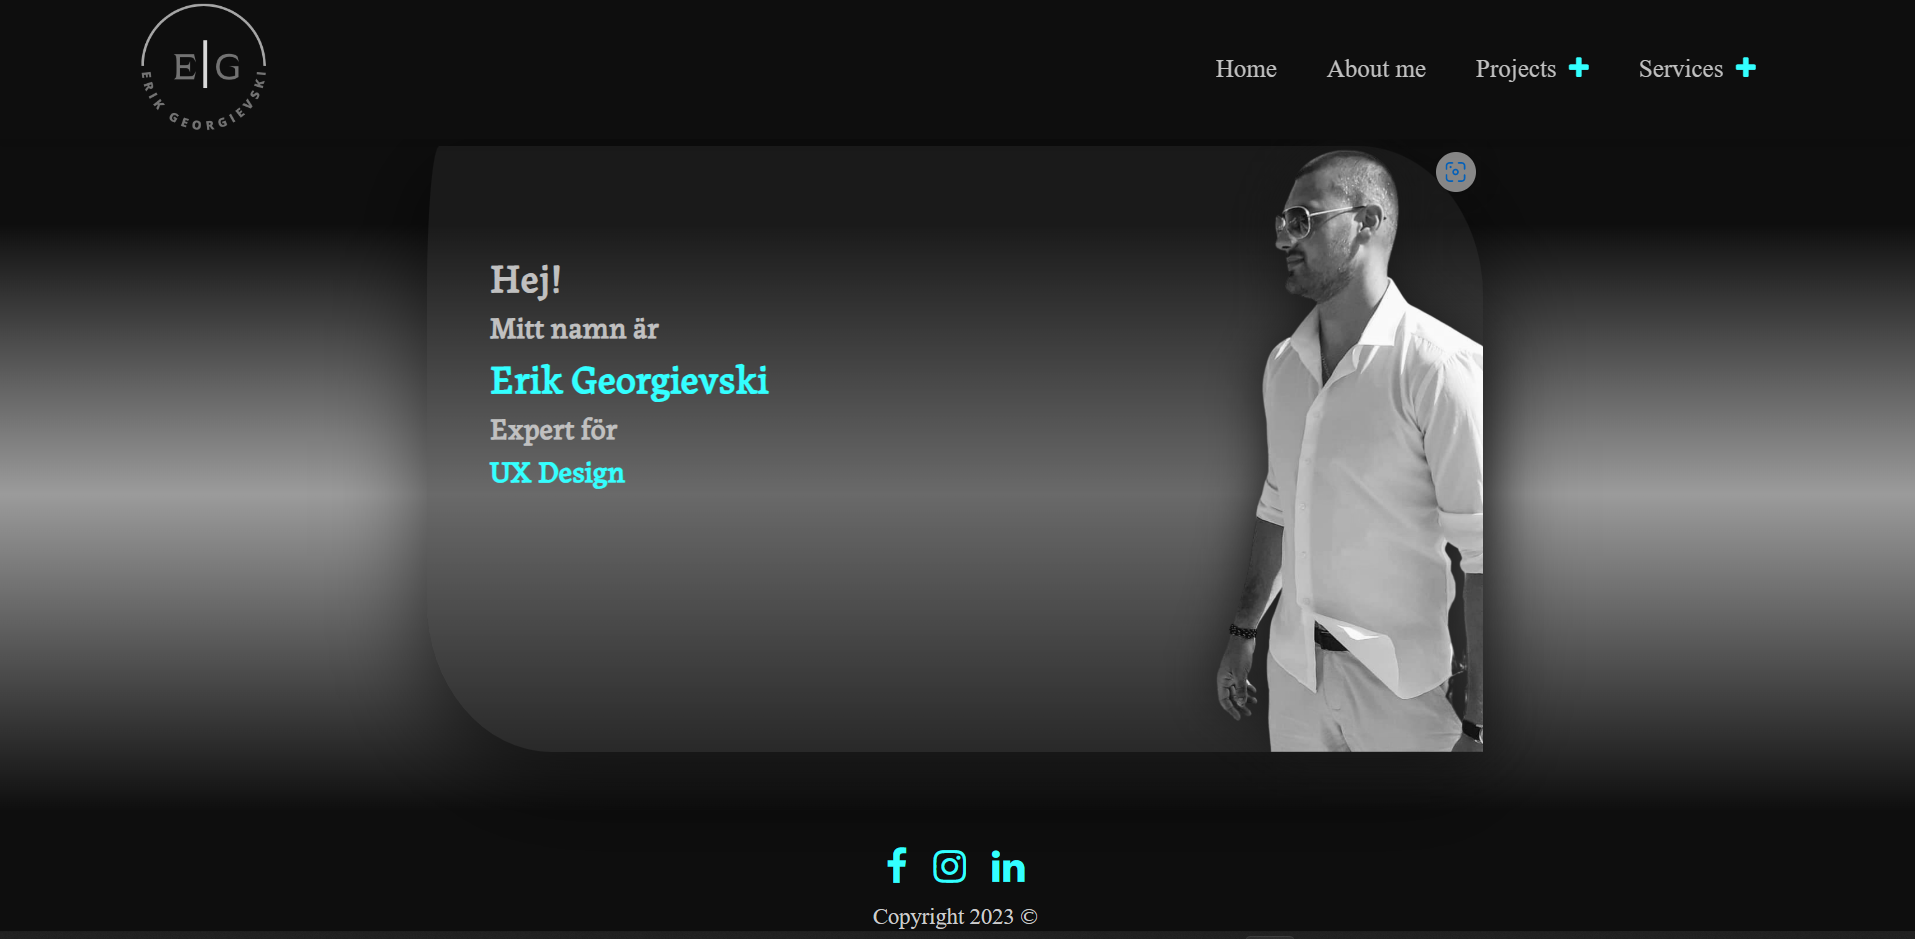 E|G
ERIK GEORGIEVSKI
Home About me Projects Services
Hej!
Mitt namn är
Erik Georgievski
Expert för
UX Design
Copyright 2023 ©